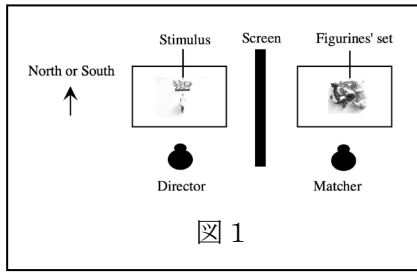 Stimulus
Screen
Figurines' set
North or South
Director
Matcher
図 1